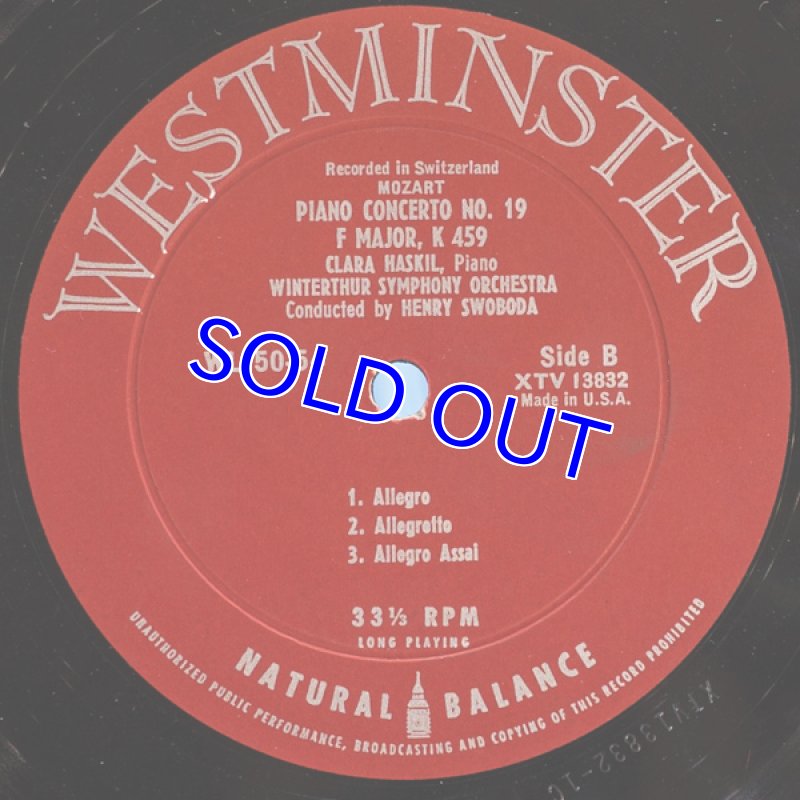 WESTMINSTER
Recorded in Switzerland
MOZART
PIANO CONCERTO NO. 19
F MAJOR, K 459
CLARA HASKIL, Piano
WINTERTHUR SYMPHONY ORCHESTRA
Conducted by HENRY SWOBODA
SOLD OUT
Side B
XTV 13832
Made in U.S.A.
1. Allegro
2. Allegretto
3. Allegro Assai
33⅓ RPM
LONG PLAYING
NATURAL BALANCE
UNAUTHORIZED PUBLIC PERFORMANCE, BROADCASTING AND COPYING OF THIS RECORD PROHIBITED